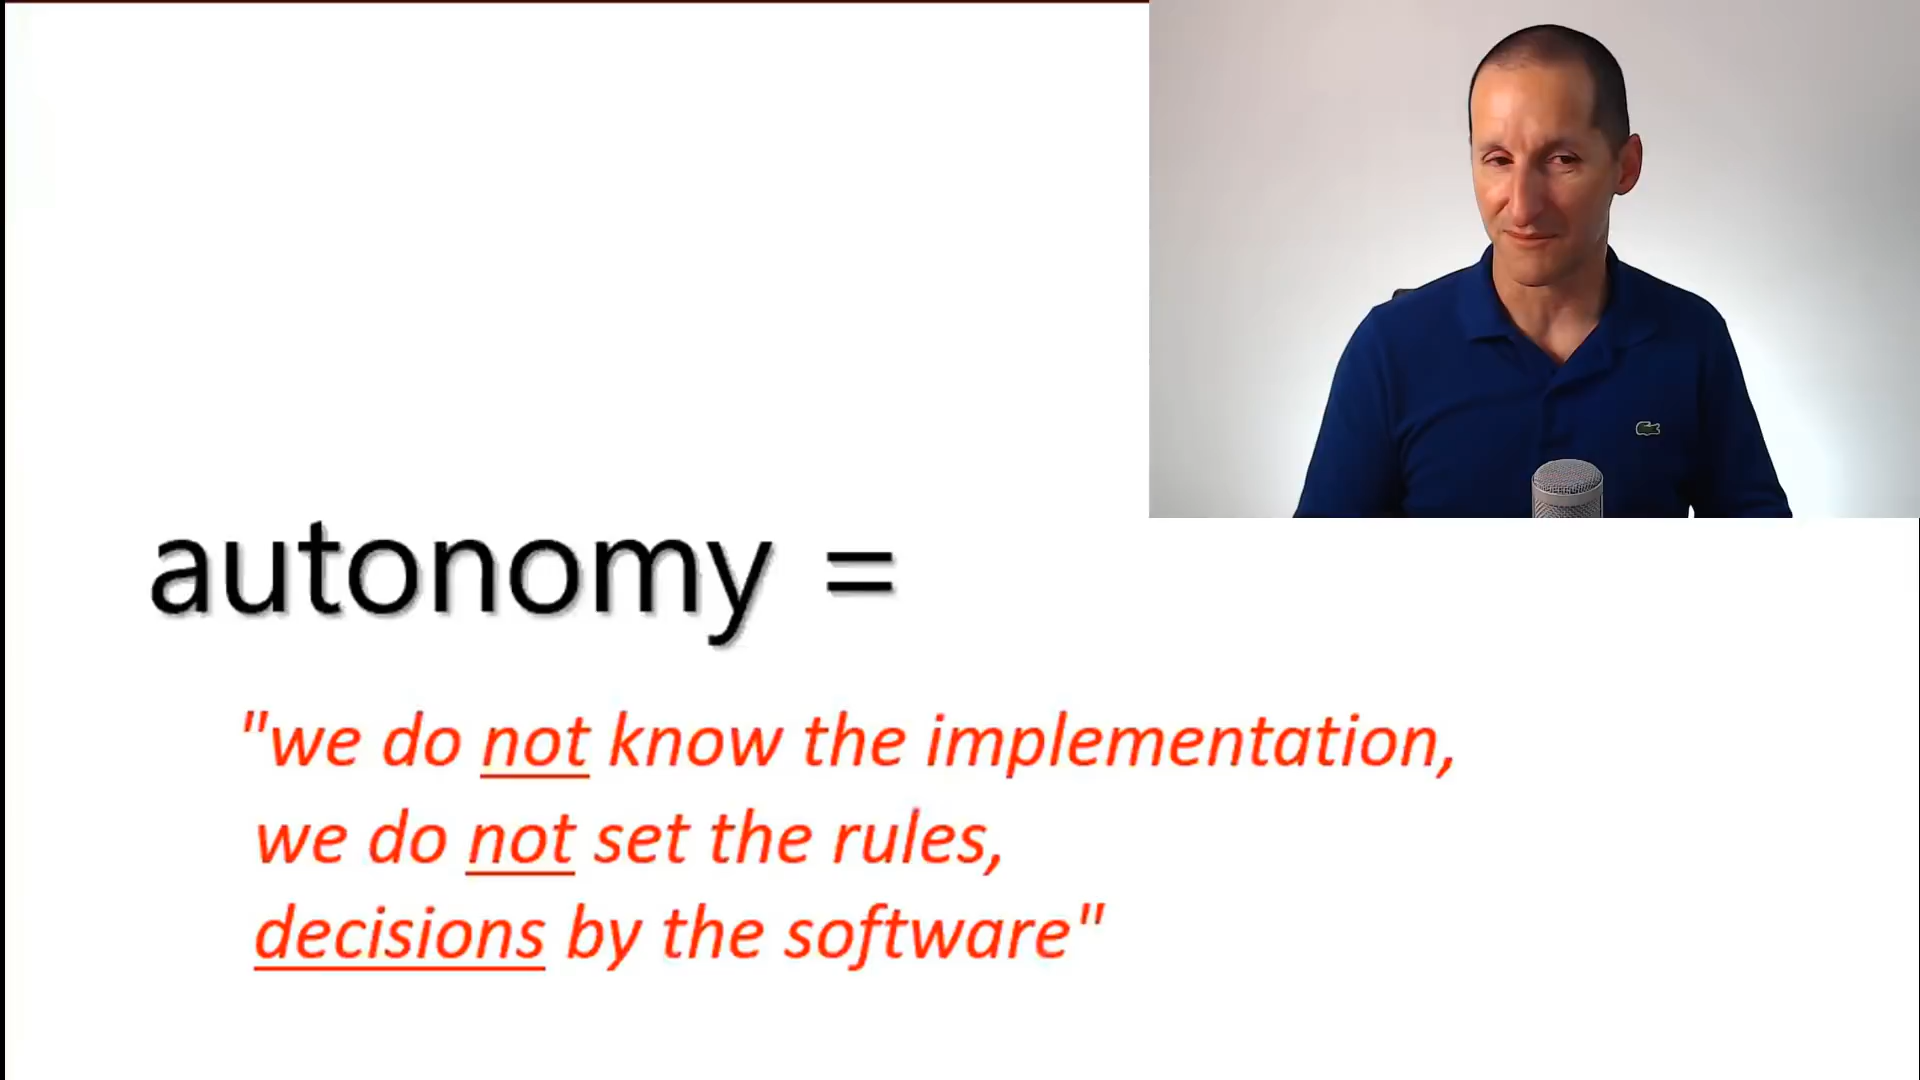 autonomy =
"we do not know the implementation,
we do not set the rules,
decisions by the software"